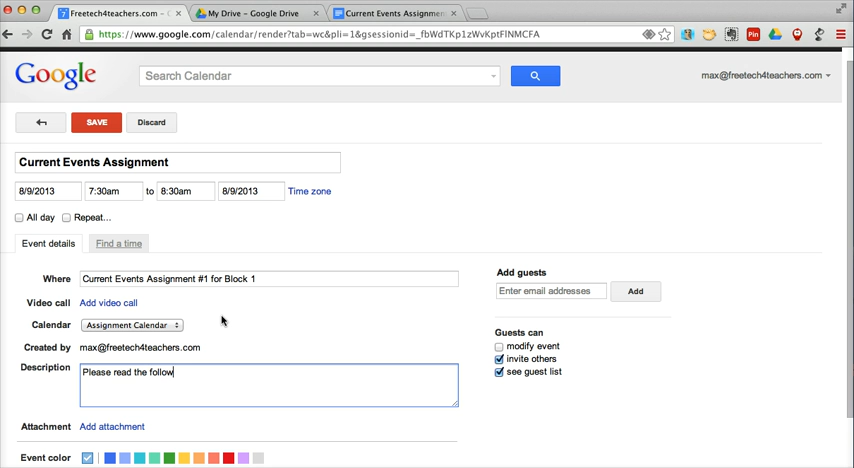 Freetech4teachers.com - C
My Drive - Google Drive
Current Events Assignmen
https://www.google.com/calendar/render?tab=wc&pli=1&gsessionid=_fbWdTKp1zWvKptFlNMCFA
Google
Search Calendar
max@freetech4teachers.com
SAVE
Discard
Current Events Assignment
8/9/2013 7:30am to 8:30am 8/9/2013 Time zone
All day Repeat...
Event details Find a time
Where Current Events Assignment #1 for Block 1
Video call Add video call
Calendar Assignment Calendar
Created by max@freetech4teachers.com
Description Please read the follow
Attachment Add attachment
Event color
Add guests
Enter email addresses Add
Guests can
modify event
invite others
see guest list